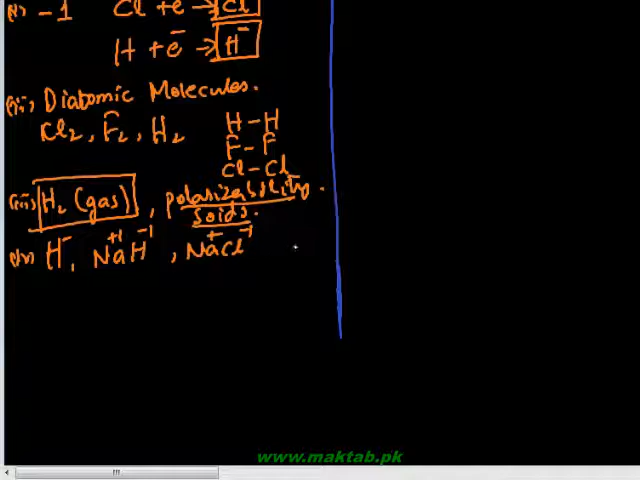 (i) -1 Cl + e⁻ → Cl⁻
H + e⁻ → H⁻
(ii) Diatomic Molecules.
Cl2, F2, H2
H - H
F - F
Cl - Cl
(iii) H2 (gas), polarizability.
Soids.
(iv) H⁻, Na⁺¹H⁻¹, Na⁺Cl⁻¹
www.maktab.pk